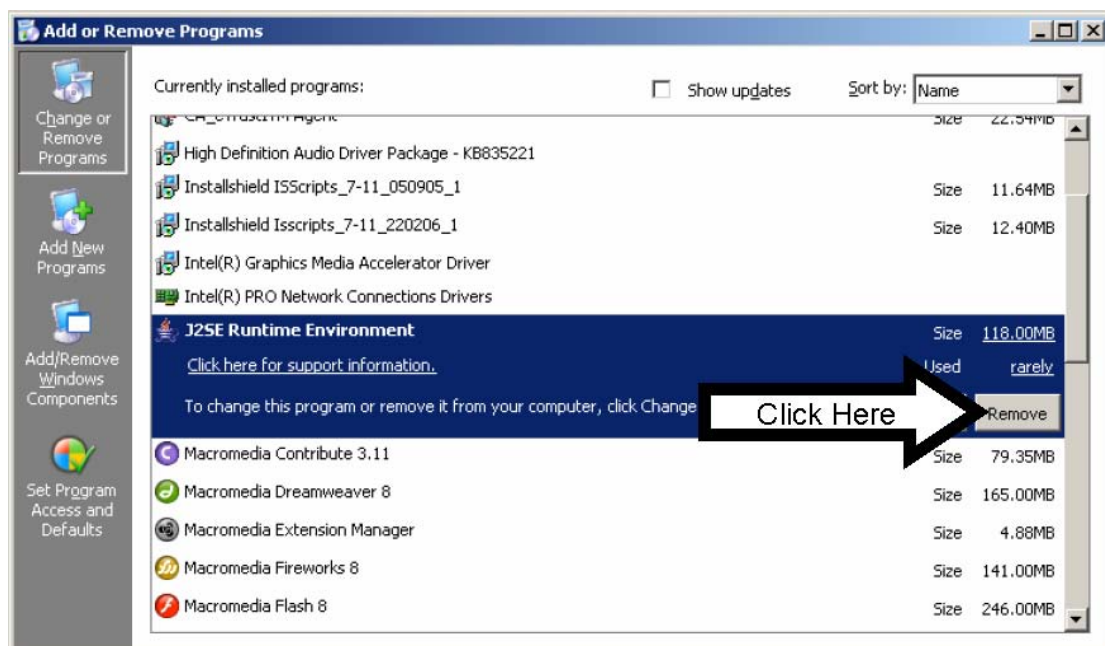 Add or Remove Programs
Change or
Remove
Programs
Add New
Programs
Add/Remove
Windows
Components
Set Program
Access and
Defaults
Currently installed programs:
Show updates
Sort by: Name
CA_eTrustITM Agent Size 22.54MB
High Definition Audio Driver Package - KB835221
Installshield ISScripts_7-11_050905_1 Size 11.64MB
Installshield Isscripts_7-11_220206_1 Size 12.40MB
Intel(R) Graphics Media Accelerator Driver
Intel(R) PRO Network Connections Drivers
J2SE Runtime Environment Size 118.00MB
Click here for support information. Used rarely
To change this program or remove it from your computer, click Change
Click Here
Remove
Macromedia Contribute 3.11 Size 79.35MB
Macromedia Dreamweaver 8 Size 165.00MB
Macromedia Extension Manager Size 4.88MB
Macromedia Fireworks 8 Size 141.00MB
Macromedia Flash 8 Size 246.00MB